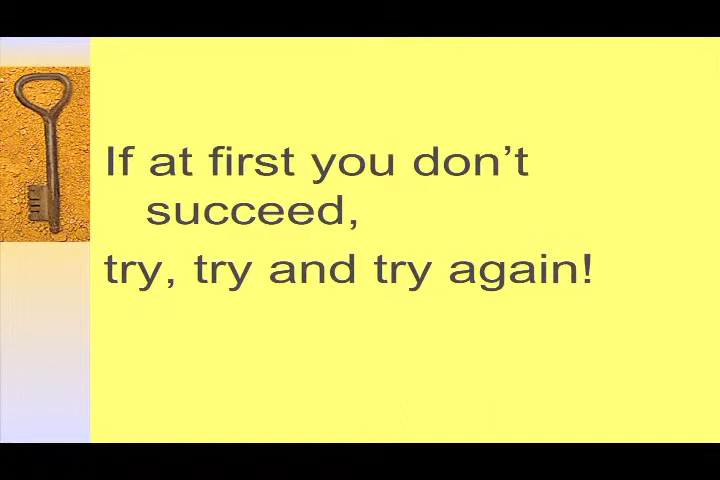 If at first you don’t
succeed,
try, try and try again!